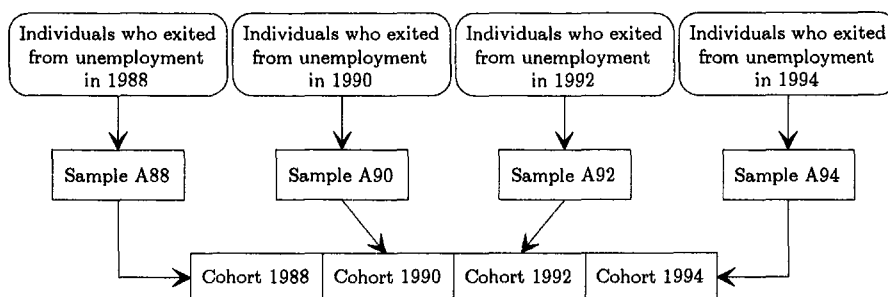 Individuals who exited
from unemployment
in 1988
Individuals who exited
from unemployment
in 1990
Individuals who exited
from unemployment
in 1992
Individuals who exited
from unemployment
in 1994
Sample A88
Sample A90
Sample A92
Sample A94
Cohort 1988
Cohort 1990
Cohort 1992
Cohort 1994